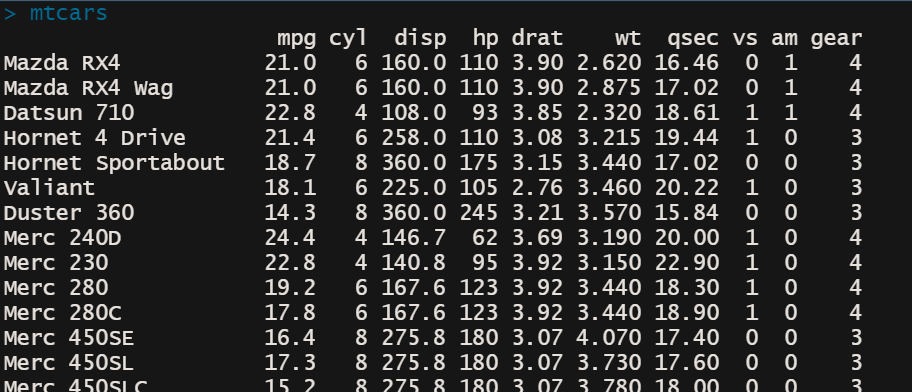 > mtcars
mpg cyl disp hp drat wt qsec vs am gear
Mazda RX4 21.0 6 160.0 110 3.90 2.620 16.46 0 1 4
Mazda RX4 Wag 21.0 6 160.0 110 3.90 2.875 17.02 0 1 4
Datsun 710 22.8 4 108.0 93 3.85 2.320 18.61 1 1 4
Hornet 4 Drive 21.4 6 258.0 110 3.08 3.215 19.44 1 0 3
Hornet Sportabout 18.7 8 360.0 175 3.15 3.440 17.02 0 0 3
Valiant 18.1 6 225.0 105 2.76 3.460 20.22 1 0 3
Duster 360 14.3 8 360.0 245 3.21 3.570 15.84 0 0 3
Merc 240D 24.4 4 146.7 62 3.69 3.190 20.00 1 0 4
Merc 230 22.8 4 140.8 95 3.92 3.150 22.90 1 0 4
Merc 280 19.2 6 167.6 123 3.92 3.440 18.30 1 0 4
Merc 280C 17.8 6 167.6 123 3.92 3.440 18.90 1 0 4
Merc 450SE 16.4 8 275.8 180 3.07 4.070 17.40 0 0 3
Merc 450SL 17.3 8 275.8 180 3.07 3.730 17.60 0 0 3
Merc 450SLC 15.2 8 275.8 180 3.07 3.780 18.00 0 0 3